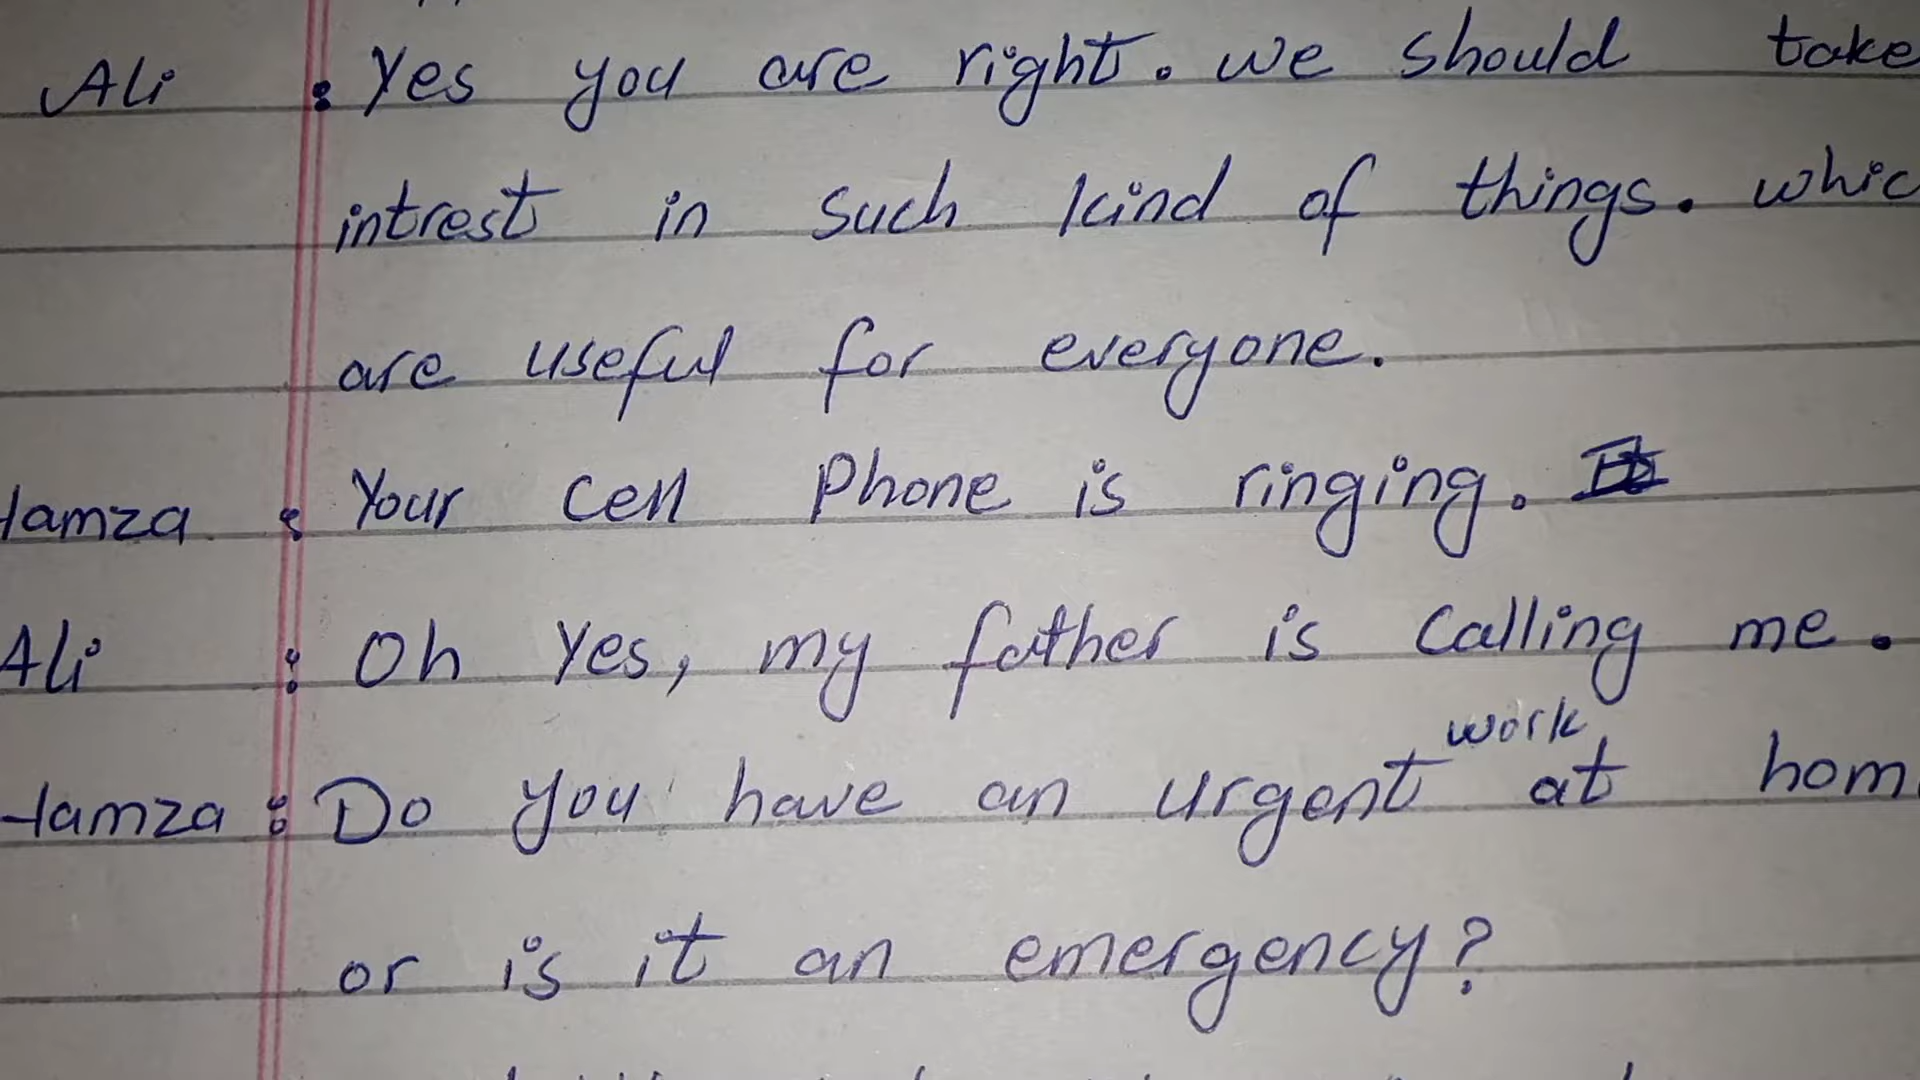 Ali : Yes you are right. we should take
intrest in such kind of things. whic
are useful for everyone.
Hamza : Your cell Phone is ringing.
Ali : Oh Yes, my father is calling me.
Hamza : Do you have an urgent work at hom
or is it an emergency?